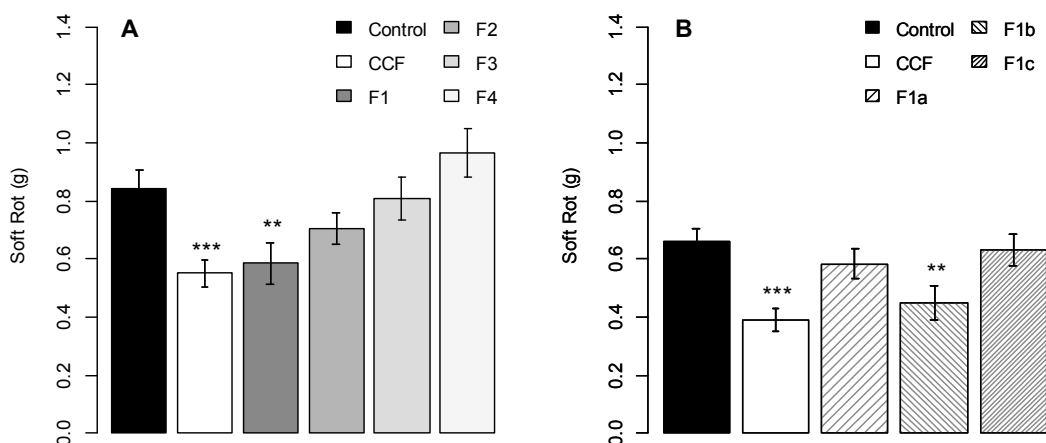 A
Control
CCF
F1
F2
F3
F4
Soft Rot (g)
0.0
0.2
0.4
0.6
0.8
1.0
1.2
1.4
***
**
B
Control
CCF
F1a
F1b
F1c
Soft Rot (g)
0.0
0.2
0.4
0.6
0.8
1.0
1.2
1.4
***
**